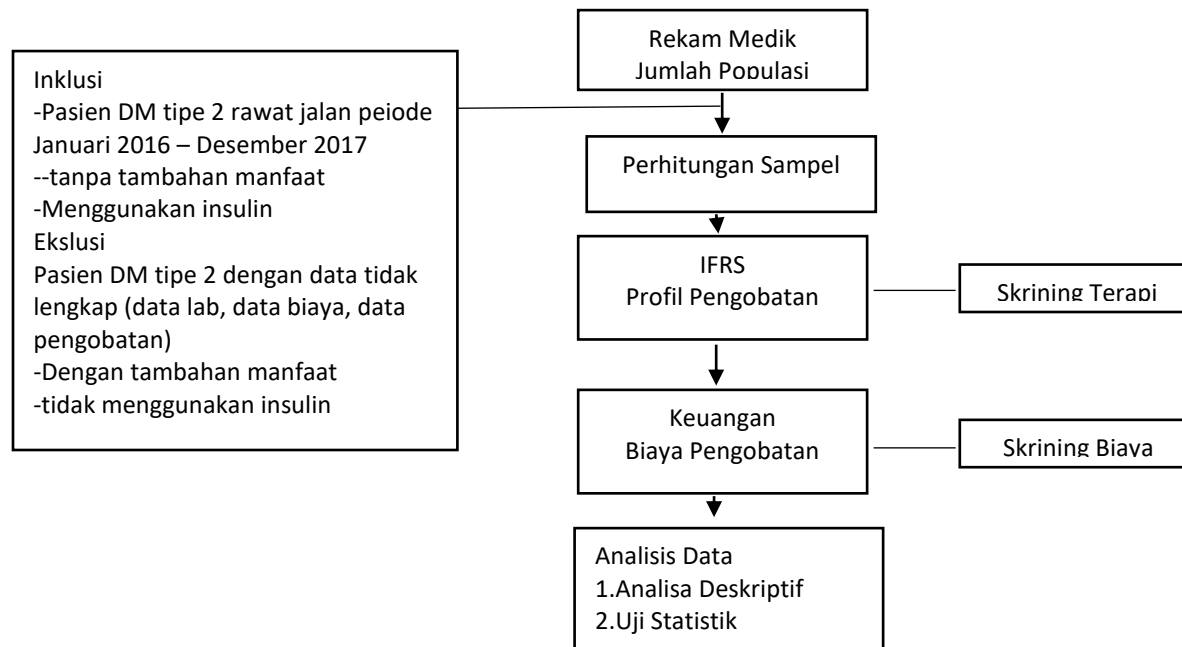 Rekam Medik
Jumlah Populasi
Inklusi
-Pasien DM tipe 2 rawat jalan peiode
Januari 2016 – Desember 2017
--tanpa tambahan manfaat
-Menggunakan insulin
Ekslusi
Pasien DM tipe 2 dengan data tidak
lengkap (data lab, data biaya, data
pengobatan)
-Dengan tambahan manfaat
-tidak menggunakan insulin
Perhitungan Sampel
IFRS
Profil Pengobatan
Skrining Terapi
Keuangan
Biaya Pengobatan
Skrining Biaya
Analisis Data
1.Analisa Deskriptif
2.Uji Statistik